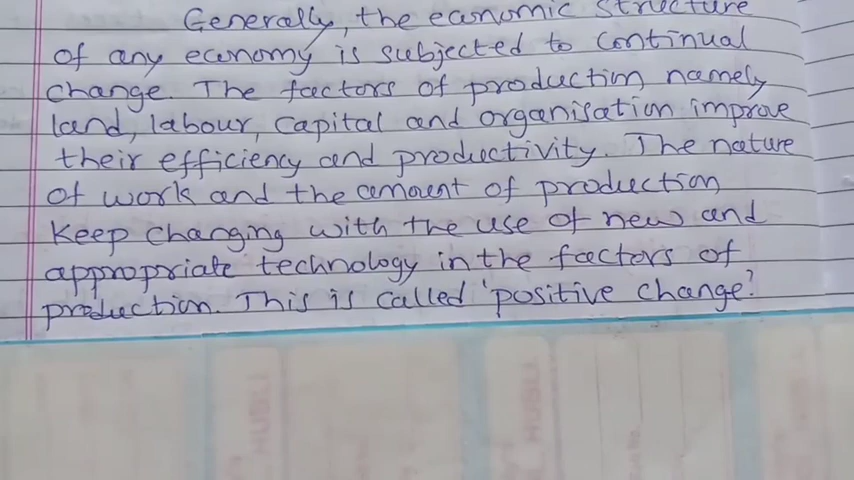 Generally, the economic structure
of any economy is subjected to continual
change. The factors of production namely
land, labour, capital and organisation improve
their efficiency and productivity. The nature
of work and the amount of production
keep changing with the use of new and
appropriate technology in the factors of
production. This is called 'positive change'.
HUBLI
HUBLI